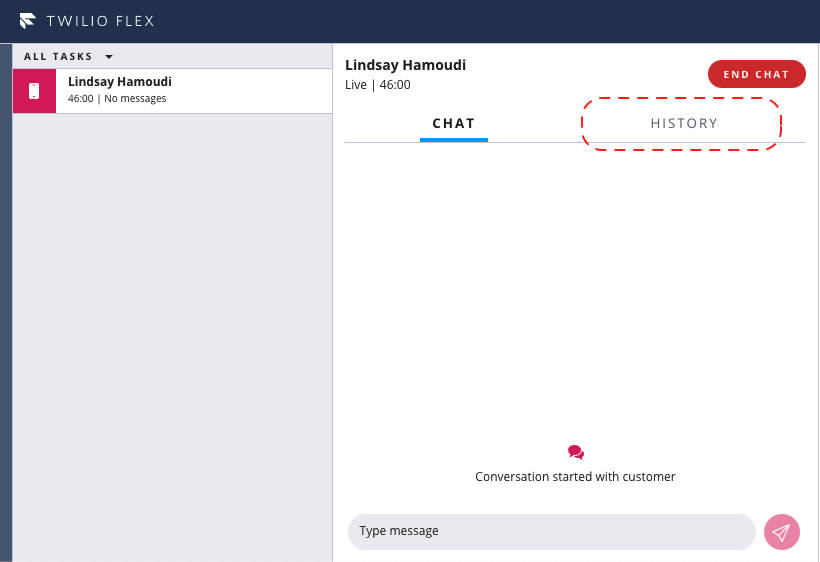 TWILIO FLEX
ALL TASKS
Lindsay Hamoudi
46:00 | No messages
Lindsay Hamoudi
Live | 46:00
END CHAT
CHAT
HISTORY
Conversation started with customer
Type message